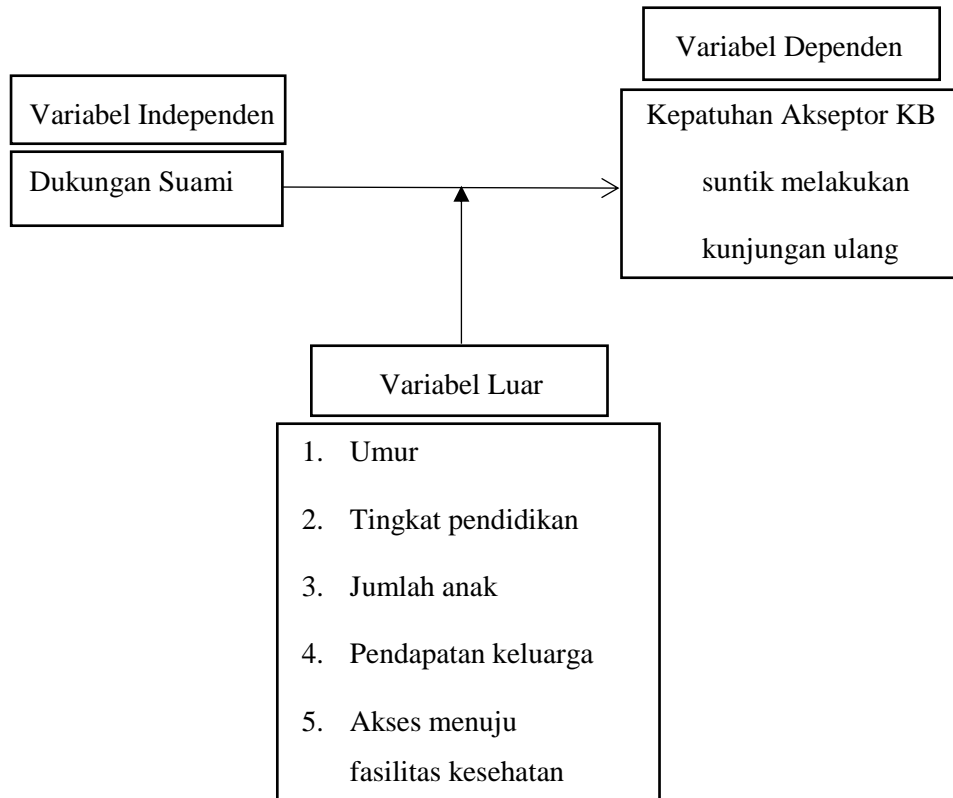 Variabel Dependen
Variabel Independen
Kepatuhan Akseptor KB
suntik melakukan
kunjungan ulang
Dukungan Suami
Variabel Luar
1. Umur
2. Tingkat pendidikan
3. Jumlah anak
4. Pendapatan keluarga
5. Akses menuju
fasilitas kesehatan